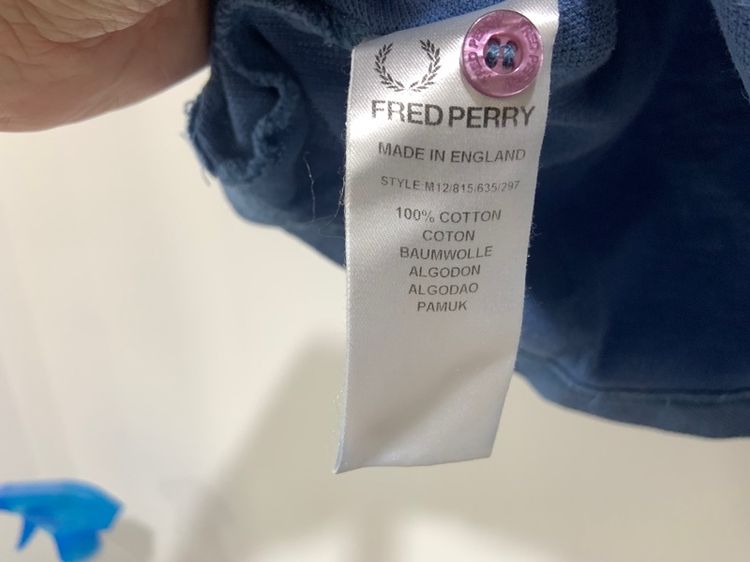 FRED PERRY
MADE IN ENGLAND
STYLE:M12/815/635/297
100% COTTON
COTON
BAUMWOLLE
ALGODON
ALGODAO
PAMUK